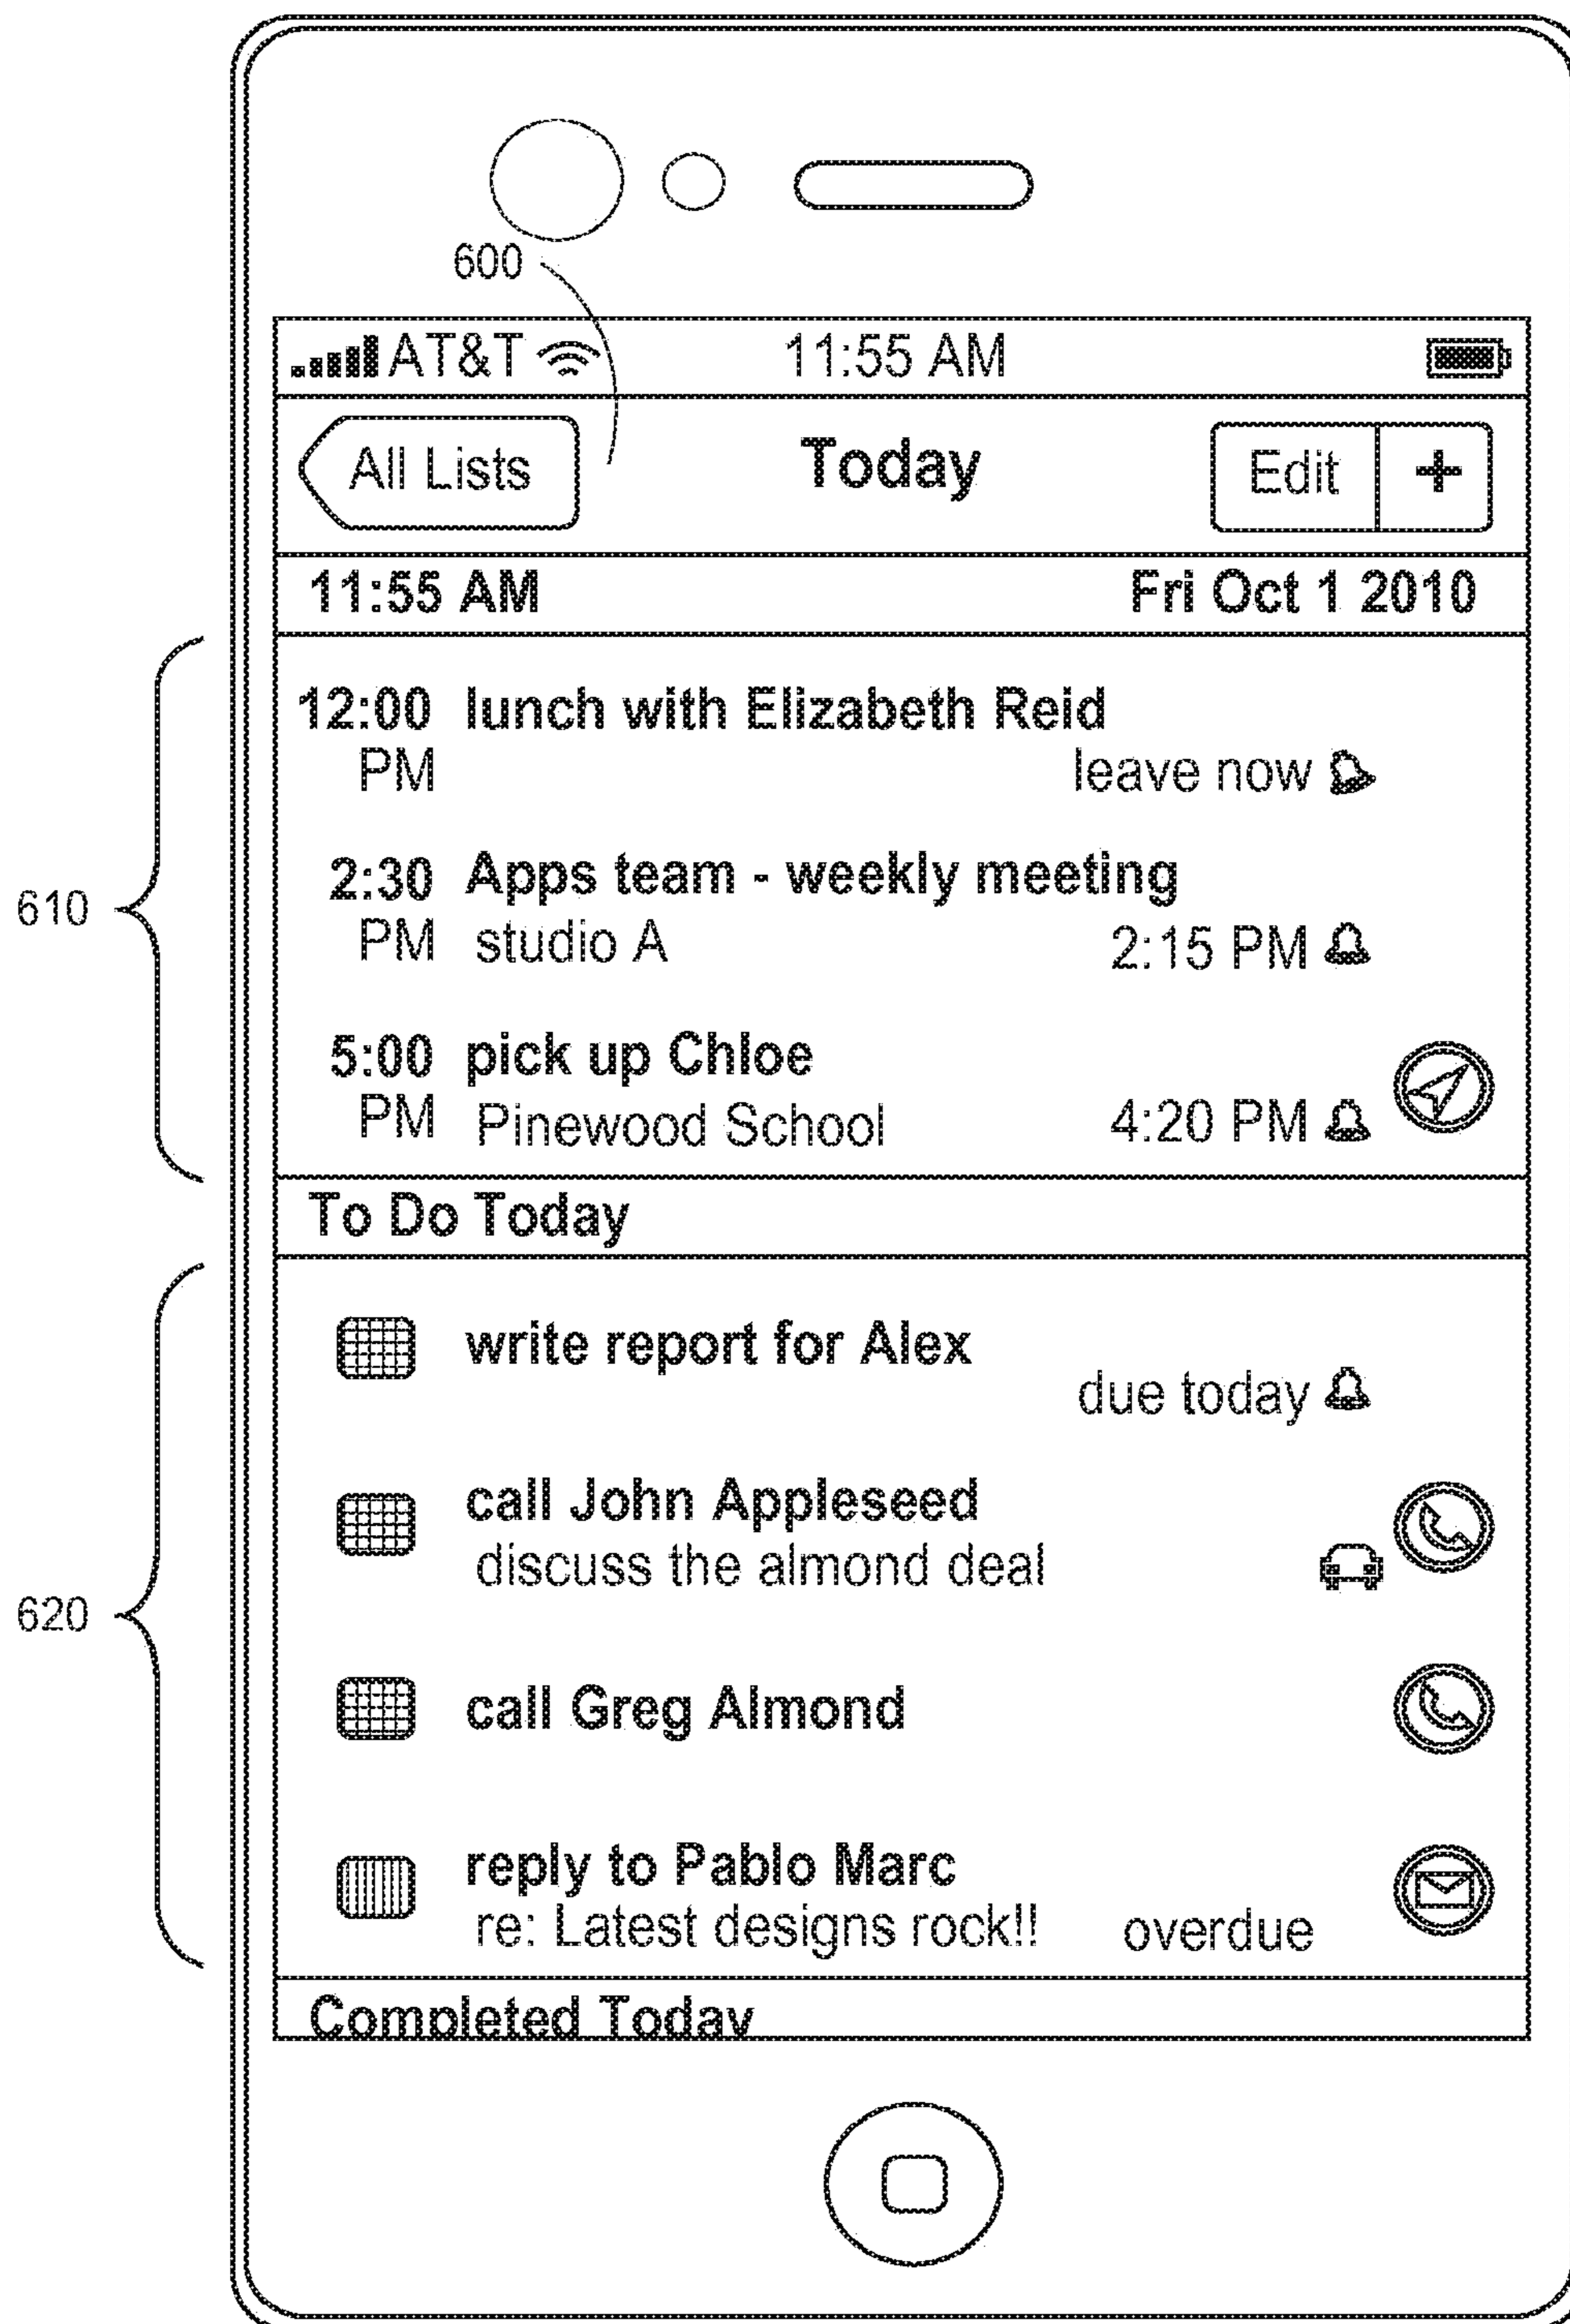 600
AT&T 11:55 AM
All Lists Today Edit +
11:55 AM Fri Oct 1 2010
610
12:00 lunch with Elizabeth Reid
PM leave now
2:30 Apps team - weekly meeting
PM studio A 2:15 PM
5:00 pick up Chloe
PM Pinewood School 4:20 PM
To Do Today
620
write report for Alex
due today
call John Appleseed
discuss the almond deal
call Greg Almond
reply to Pablo Marc
re: Latest designs rock!! overdue
Completed Today